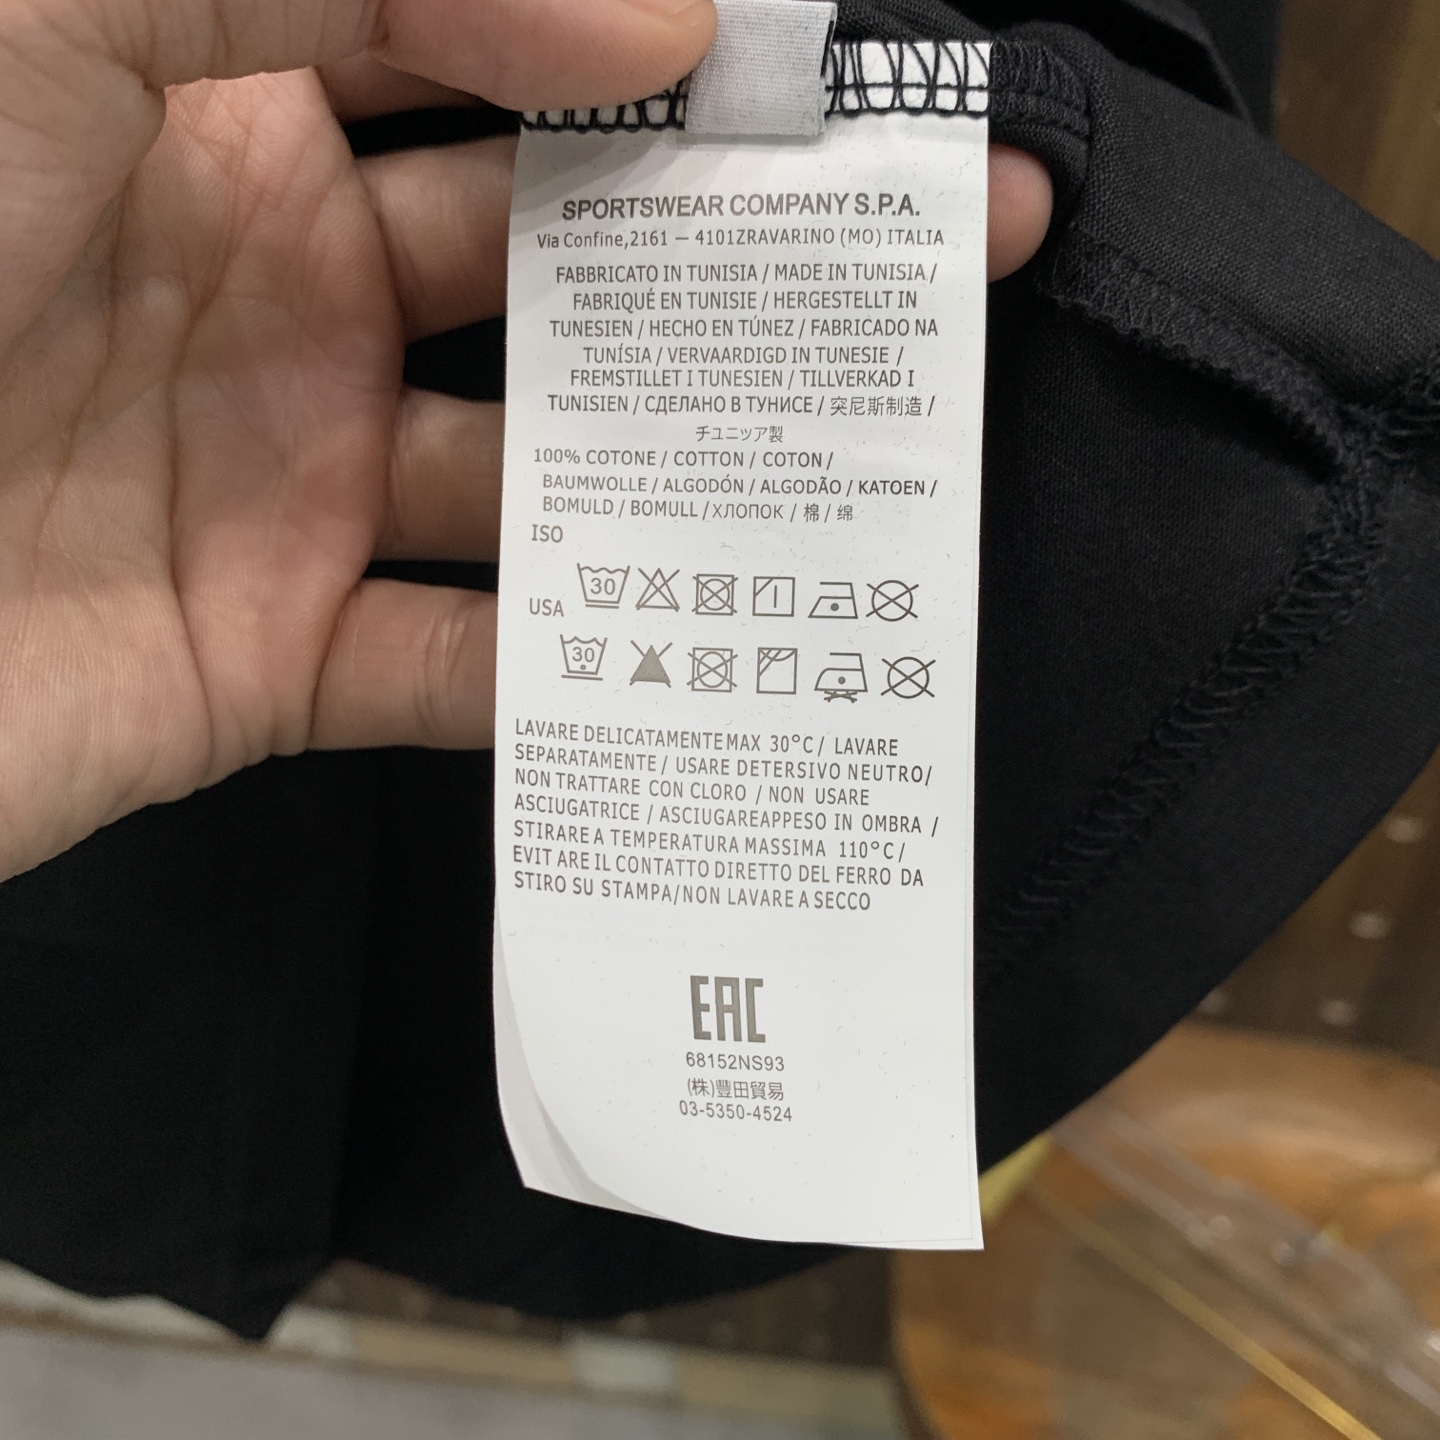 SPORTSWEAR COMPANY S.P.A.
Via Confine,2161 — 4101ZRAVARINO (MO) ITALIA
FABBRICATO IN TUNISIA / MADE IN TUNISIA /
FABRIQUÉ EN TUNISIE / HERGESTELLT IN
TUNESIEN / HECHO EN TÚNEZ / FABRICADO NA
TUNÍSIA / VERVAARDIGD IN TUNESIE /
FREMSTILLET I TUNESIEN / TILLVERKAD I
TUNISIEN / СДЕЛАНО В ТУНИСЕ / 突尼斯制造 /
チユニツア製
100% COTONE / COTTON / COTON /
BAUMWOLLE / ALGODÓN / ALGODÃO / KATOEN /
BOMULD / BOMULL / ХЛОПОК / 棉 / 绵
ISO
30
USA
30
LAVARE DELICATAMENTE MAX 30°C / LAVARE
SEPARATAMENTE / USARE DETERSIVO NEUTRO/
NON TRATTARE CON CLORO / NON USARE
ASCIUGATRICE / ASCIUGAREAPPESO IN OMBRA /
STIRARE A TEMPERATURA MASSIMA 110°C /
EVIT ARE IL CONTATTO DIRETTO DEL FERRO DA
STIRO SU STAMPA/NON LAVARE A SECCO
EAC
68152NS93
(株)豐田貿易
03-5350-4524